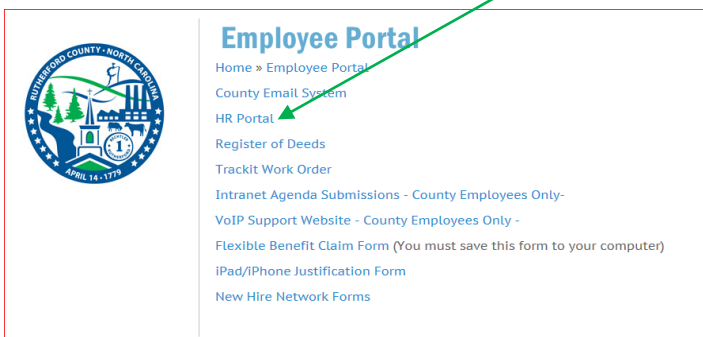 RUTHERFORD COUNTY · NORTH CAROLINA
1
APRIL 14 · 1779
Employee Portal
Home » Employee Portal
County Email System
HR Portal
Register of Deeds
Trackit Work Order
Intranet Agenda Submissions - County Employees Only-
VoIP Support Website - County Employees Only -
Flexible Benefit Claim Form (You must save this form to your computer)
iPad/iPhone Justification Form
New Hire Network Forms